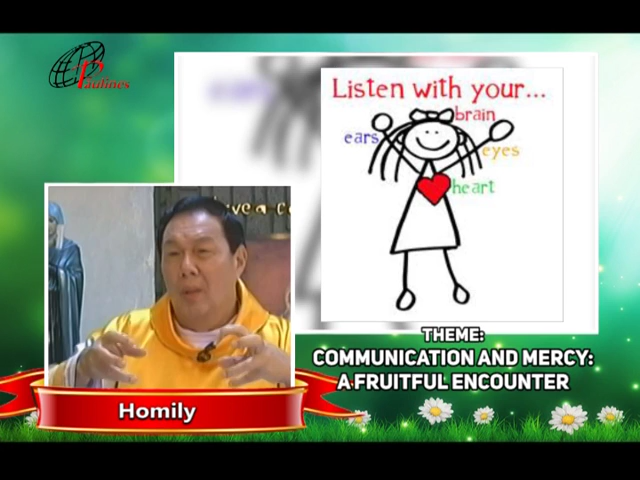 Paulines
Listen with your...
brain
ears
eyes
heart
THEME:
COMMUNICATION AND MERCY:
A FRUITFUL ENCOUNTER
Homily